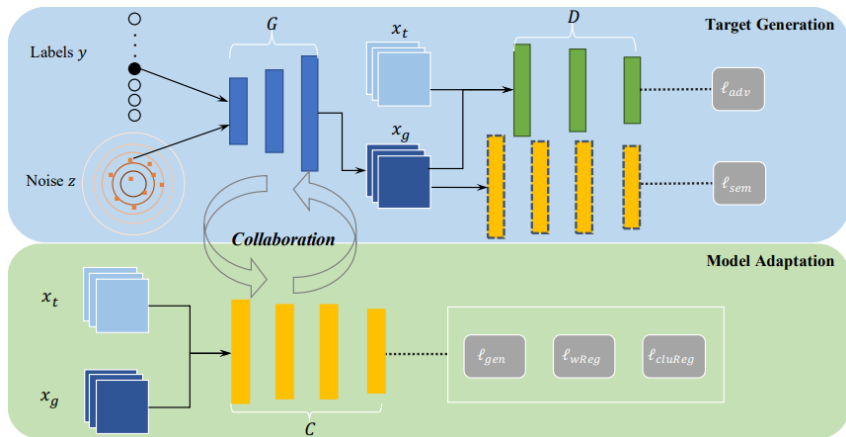 Target Generation
Labels y
G
x_t
D
ℓ_adv
x_g
Noise z
ℓ_sem
Collaboration
Model Adaptation
x_t
ℓ_gen
ℓ_wReg
ℓ_cluReg
x_g
C